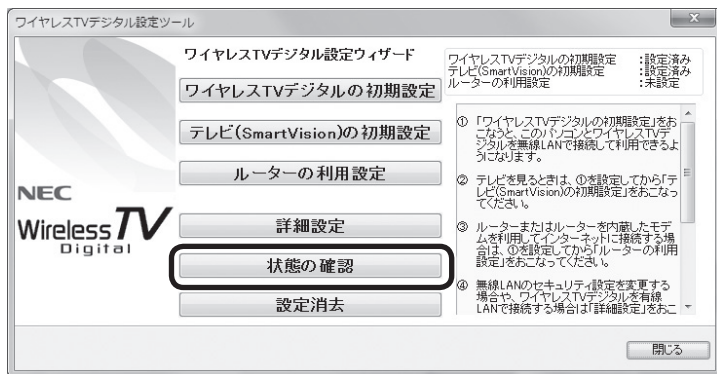 ワイヤレスTVデジタル設定ツール
x
ワイヤレスTVデジタル設定ウィザード
ワイヤレスTVデジタルの初期設定
テレビ(SmartVision)の初期設定
ルーターの利用設定
詳細設定
状態の確認
設定消去
NEC
Wireless TV
Digital
ワイヤレスTVデジタルの初期設定 :設定済み
テレビ(SmartVision)の初期設定 :設定済み
ルーターの利用設定 :未設定
① 「ワイヤレスTVデジタルの初期設定」をお
こなうと、このパソコンとワイヤレスTVデ
ジタルを無線LANで接続して利用できるよ
うになります。
② テレビを見るときは、①を設定してから「テ
レビ(SmartVision)の初期設定」をおこなっ
てください。
③ ルーターまたはルーターを内蔵したモデ
ムを利用してインターネットに接続する場
合は、①を設定してから「ルーターの利用
設定」をおこなってください。
④ 無線LANのセキュリティ設定を変更する
場合や、ワイヤレスTVデジタルを有線
LANで接続する場合は「詳細設定」をおこ
閉じる